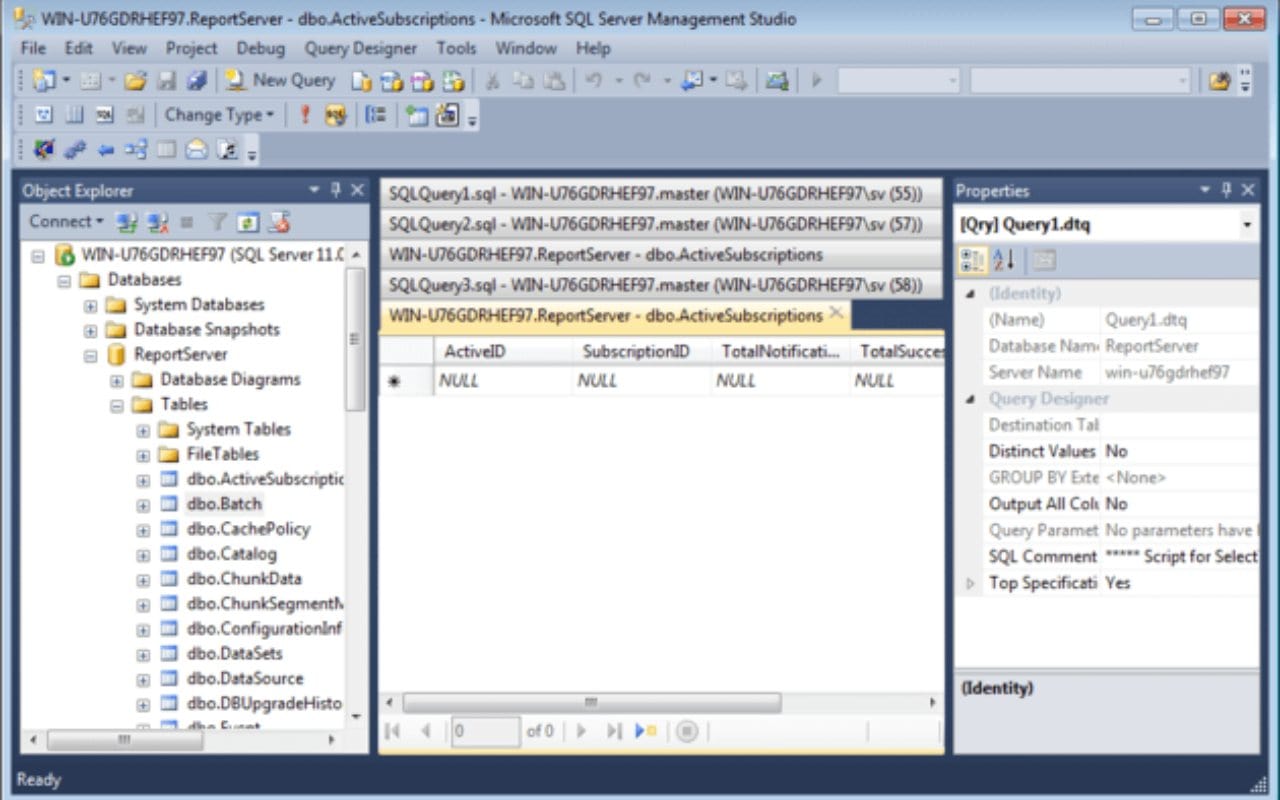 WIN-U76GDRHEF97.ReportServer - dbo.ActiveSubscriptions - Microsoft SQL Server Management Studio
File Edit View Project Debug Query Designer Tools Window Help
New Query
Change Type
Object Explorer
Connect
WIN-U76GDRHEF97 (SQL Server 11.0
Databases
System Databases
Database Snapshots
ReportServer
Database Diagrams
Tables
System Tables
FileTables
dbo.ActiveSubscriptic
dbo.Batch
dbo.CachePolicy
dbo.Catalog
dbo.ChunkData
dbo.ChunkSegmentM
dbo.ConfigurationInf
dbo.DataSets
dbo.DataSource
dbo.DBUpgradeHisto
dbo.Event
SQLQuery1.sql - WIN-U76GDRHEF97.master (WIN-U76GDRHEF97\sv (55))
SQLQuery2.sql - WIN-U76GDRHEF97.master (WIN-U76GDRHEF97\sv (57))
WIN-U76GDRHEF97.ReportServer - dbo.ActiveSubscriptions
SQLQuery3.sql - WIN-U76GDRHEF97.master (WIN-U76GDRHEF97\sv (58))
WIN-U76GDRHEF97.ReportServer - dbo.ActiveSubscriptions
ActiveID SubscriptionID TotalNotificati... TotalSucce
NULL NULL NULL NULL
0 of 0
Properties
[Qry] Query1.dtq
(Identity)
(Name) Query1.dtq
Database Name ReportServer
Server Name win-u76gdrhef97
Query Designer
Destination Tal
Distinct Values No
GROUP BY Exte <None>
Output All Colu No
Query Paramet No parameters have
SQL Comment ***** Script for Select
Top Specificati Yes
(Identity)
Ready